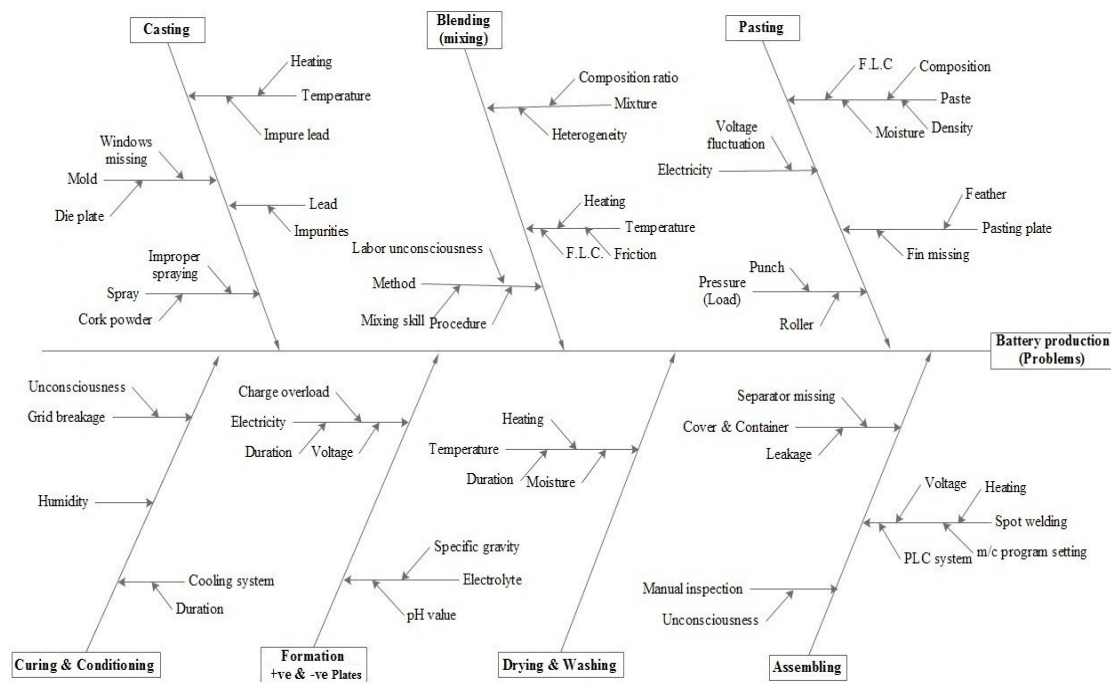 Casting
Heating
Temperature
Impure lead
Windows
missing
Mold
Die plate
Lead
Impurities
Improper
spraying
Spray
Cork powder
Blending
(mixing)
Composition ratio
Mixture
Heterogeneity
Heating
Temperature
F.L.C.
Friction
Labor unconsciousness
Method
Mixing skill
Procedure
Pasting
F.L.C
Composition
Paste
Moisture
Density
Voltage
fluctuation
Electricity
Feather
Pasting plate
Fin missing
Punch
Pressure
(Load)
Roller
Battery production
(Problems)
Unconsciousness
Grid breakage
Humidity
Cooling system
Duration
Curing & Conditioning
Charge overload
Electricity
Duration
Voltage
Specific gravity
Electrolyte
pH value
Formation
+ve & -ve Plates
Heating
Temperature
Duration
Moisture
Drying & Washing
Separator missing
Cover & Container
Leakage
Voltage
Heating
Spot welding
PLC system
m/c program setting
Manual inspection
Unconsciousness
Assembling